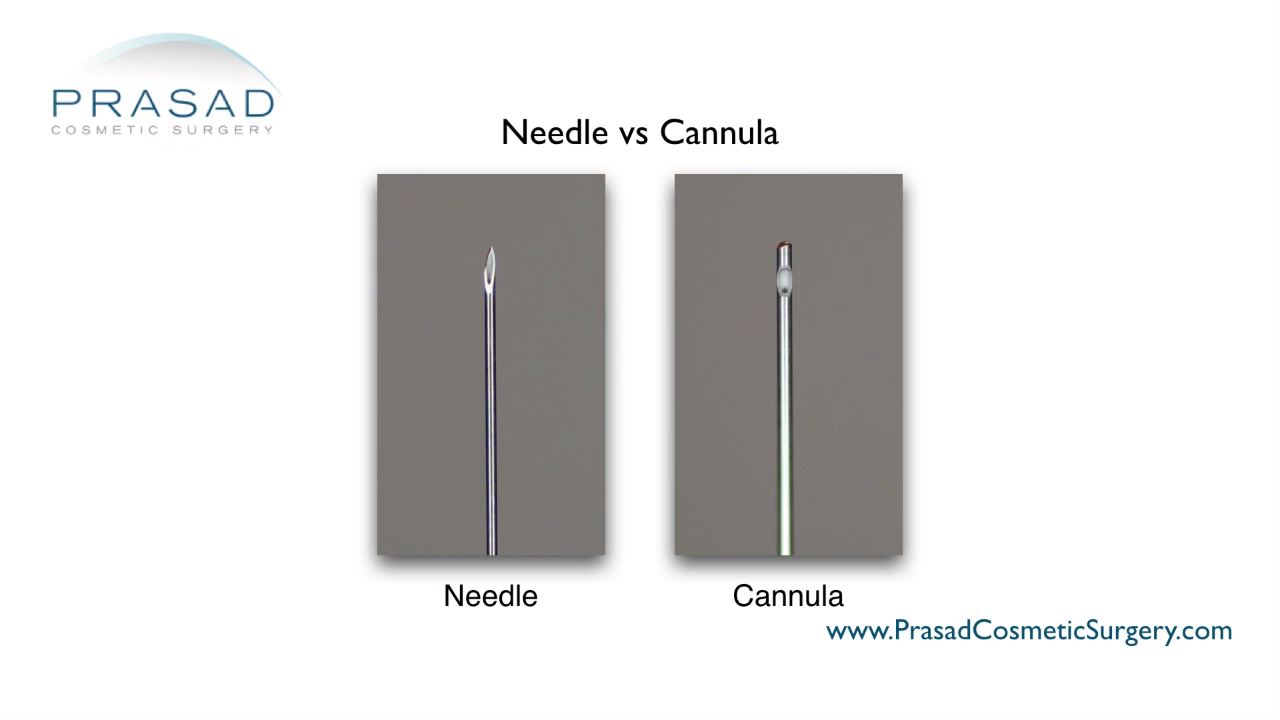 PRASAD
COSMETIC SURGERY
Needle vs Cannula
Needle
Cannula
www.PrasadCosmeticSurgery.com